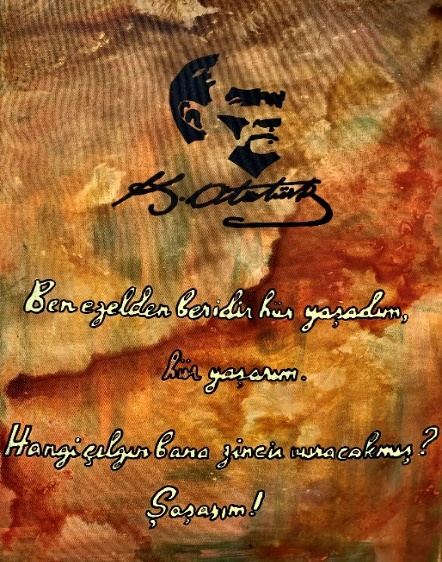 K. Atatürk
Ben ezelden beridir hür yaşadım,
hür yaşarım.
Hangi çılgın bana zincir vuracakmış?
Şaşarım!